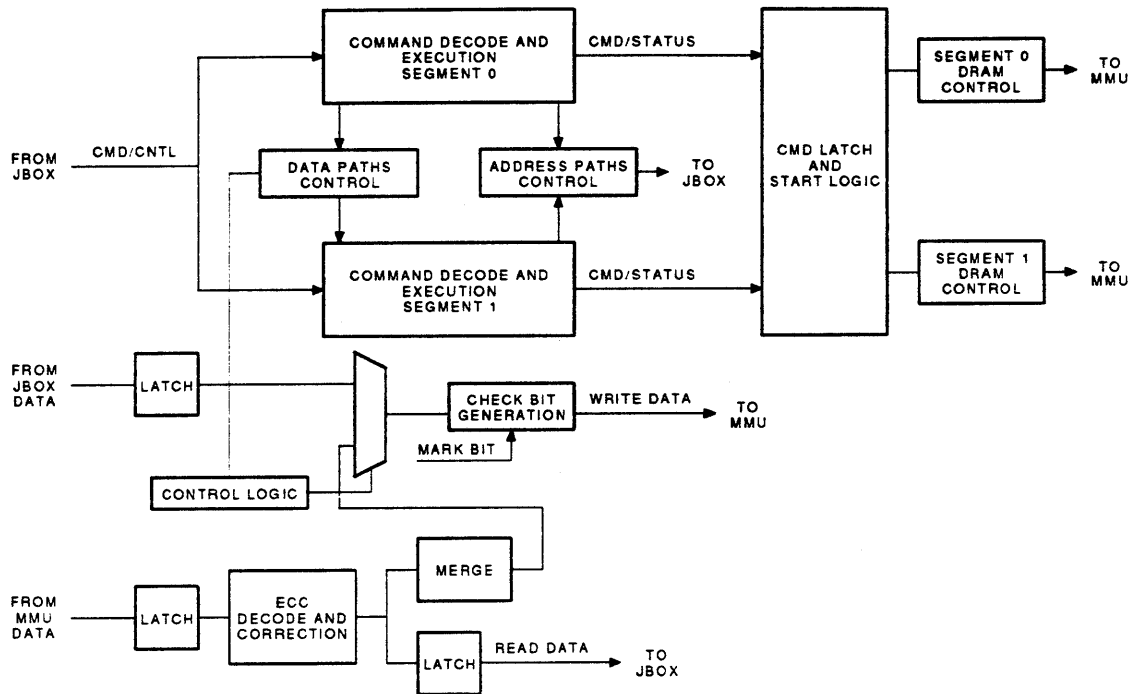 COMMAND DECODE AND
EXECUTION
SEGMENT 0
CMD/STATUS
SEGMENT 0
DRAM
CONTROL
TO
MMU
FROM
JBOX
CMD/CNTL
DATA PATHS
CONTROL
ADDRESS PATHS
CONTROL
TO
JBOX
CMD LATCH
AND
START LOGIC
COMMAND DECODE AND
EXECUTION
SEGMENT 1
CMD/STATUS
SEGMENT 1
DRAM
CONTROL
TO
MMU
FROM
JBOX
DATA
LATCH
CHECK BIT
GENERATION
WRITE DATA
TO
MMU
MARK BIT
CONTROL LOGIC
MERGE
FROM
MMU
DATA
LATCH
ECC
DECODE AND
CORRECTION
LATCH
READ DATA
TO
JBOX